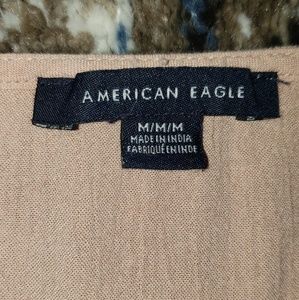 AMERICAN EAGLE
M/M/M
MADE IN INDIA
FABRIQUÉ EN INDE